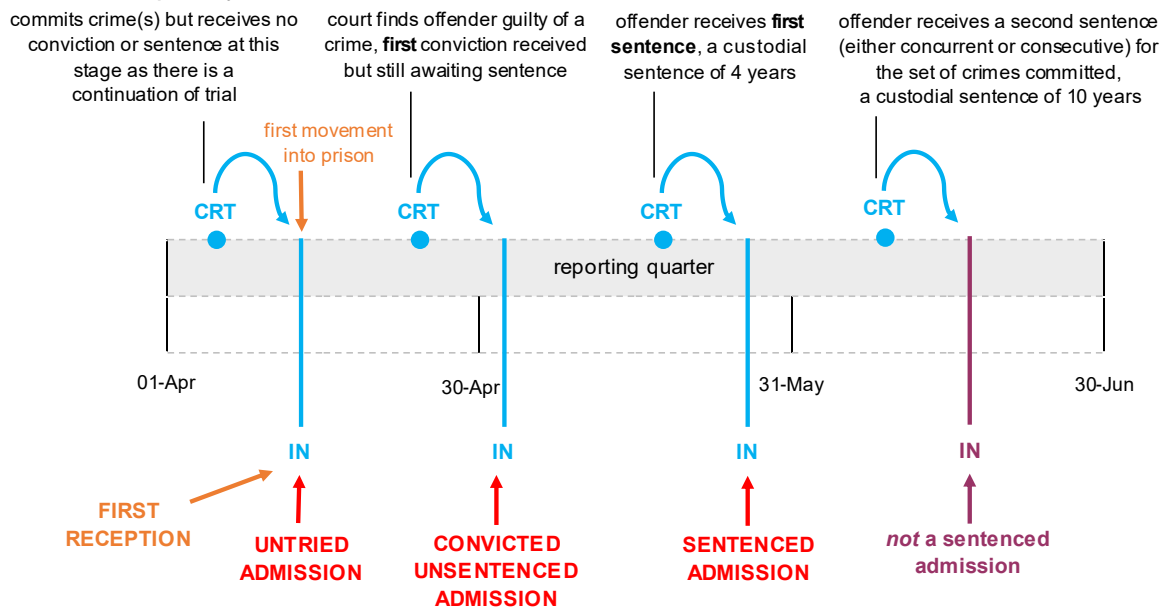 commits crime(s) but receives no
conviction or sentence at this
stage as there is a
continuation of trial
court finds offender guilty of a
crime, first conviction received
but still awaiting sentence
offender receives first
sentence, a custodial
sentence of 4 years
offender receives a second sentence
(either concurrent or consecutive) for
the set of crimes committed,
a custodial sentence of 10 years
first movement
into prison
CRT
CRT
CRT
CRT
reporting quarter
01-Apr
30-Apr
31-May
30-Jun
IN
IN
IN
IN
FIRST
RECEPTION
UNTRIED
ADMISSION
CONVICTED
UNSENTENCED
ADMISSION
SENTENCED
ADMISSION
not a sentenced
admission